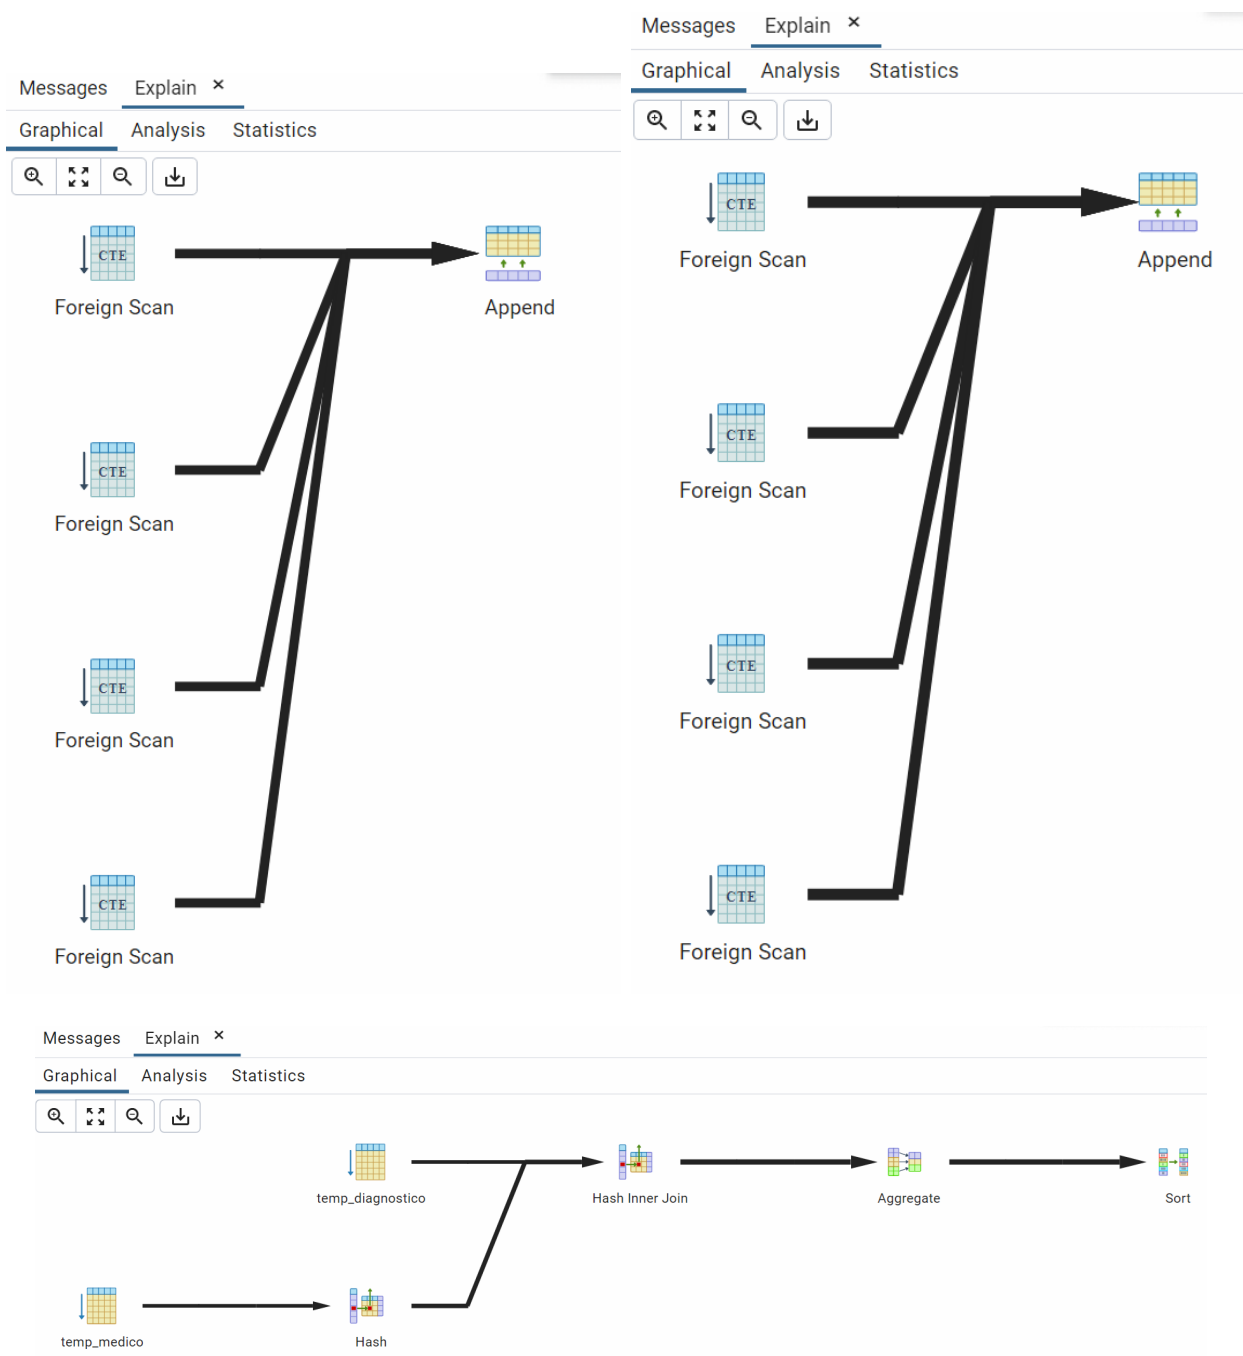 Messages Explain ×
Graphical Analysis Statistics
CTE
Foreign Scan
Append
CTE
Foreign Scan
CTE
Foreign Scan
CTE
Foreign Scan
Messages Explain ×
Graphical Analysis Statistics
CTE
Foreign Scan
Append
CTE
Foreign Scan
CTE
Foreign Scan
CTE
Foreign Scan
Messages Explain ×
Graphical Analysis Statistics
temp_diagnostico
Hash Inner Join
Aggregate
Sort
temp_medico
Hash